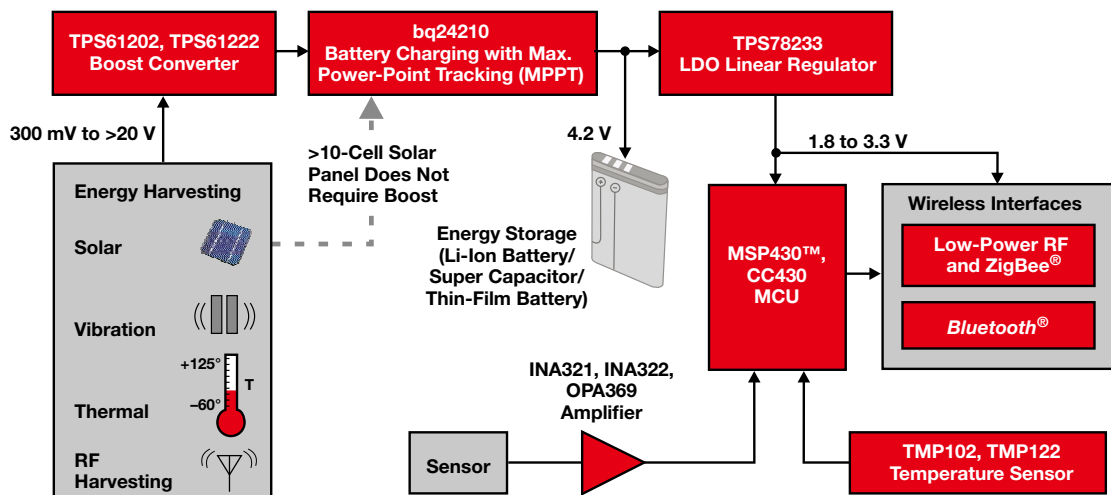 TPS61202, TPS61222
Boost Converter
bq24210
Battery Charging with Max.
Power-Point Tracking (MPPT)
TPS78233
LDO Linear Regulator
300 mV to >20 V
>10-Cell Solar
Panel Does Not
Require Boost
4.2 V
1.8 to 3.3 V
Energy Harvesting
Solar
Vibration
+125°
T
–60°
Thermal
RF
Harvesting
Energy Storage
(Li-Ion Battery/
Super Capacitor/
Thin-Film Battery)
MSP430™,
CC430
MCU
Wireless Interfaces
Low-Power RF
and ZigBee®
Bluetooth®
INA321, INA322,
OPA369
Amplifier
Sensor
TMP102, TMP122
Temperature Sensor